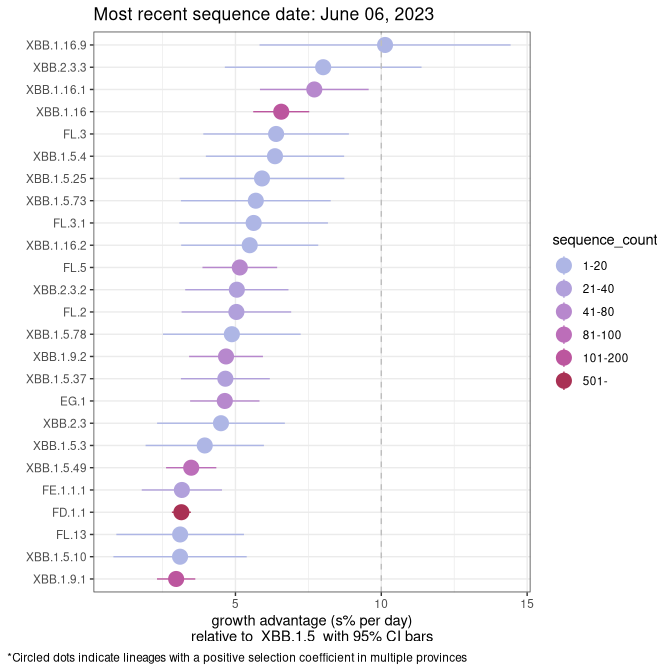 Most recent sequence date: June 06, 2023
XBB.1.16.9
XBB.2.3.3
XBB.1.16.1
XBB.1.16
FL.3
XBB.1.5.4
XBB.1.5.25
XBB.1.5.73
FL.3.1
XBB.1.16.2
FL.5
XBB.2.3.2
FL.2
XBB.1.5.78
XBB.1.9.2
XBB.1.5.37
EG.1
XBB.2.3
XBB.1.5.3
XBB.1.5.49
FE.1.1.1
FD.1.1
FL.13
XBB.1.5.10
XBB.1.9.1
5 10 15
growth advantage (s% per day)
relative to XBB.1.5 with 95% CI bars
sequence_count
1-20
21-40
41-80
81-100
101-200
501-
*Circled dots indicate lineages with a positive selection coefficient in multiple provinces